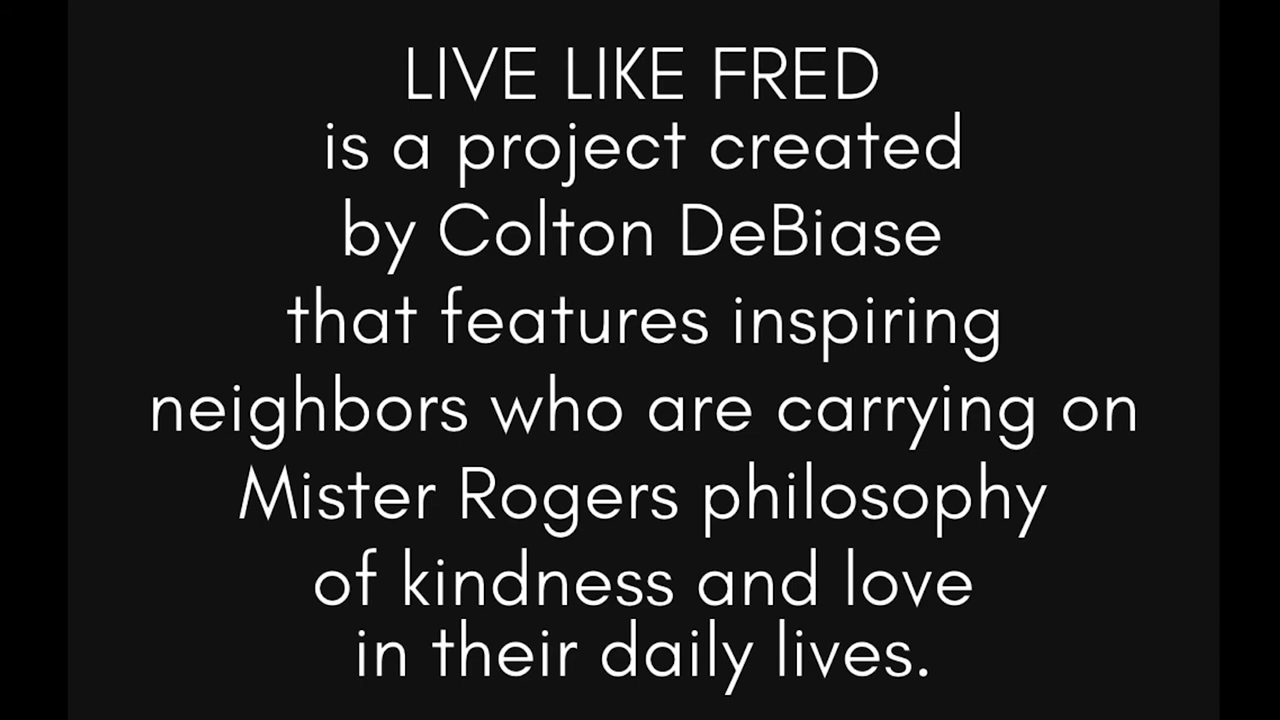 LIVE LIKE FRED
is a project created
by Colton DeBiase
that features inspiring
neighbors who are carrying on
Mister Rogers philosophy
of kindness and love
in their daily lives.